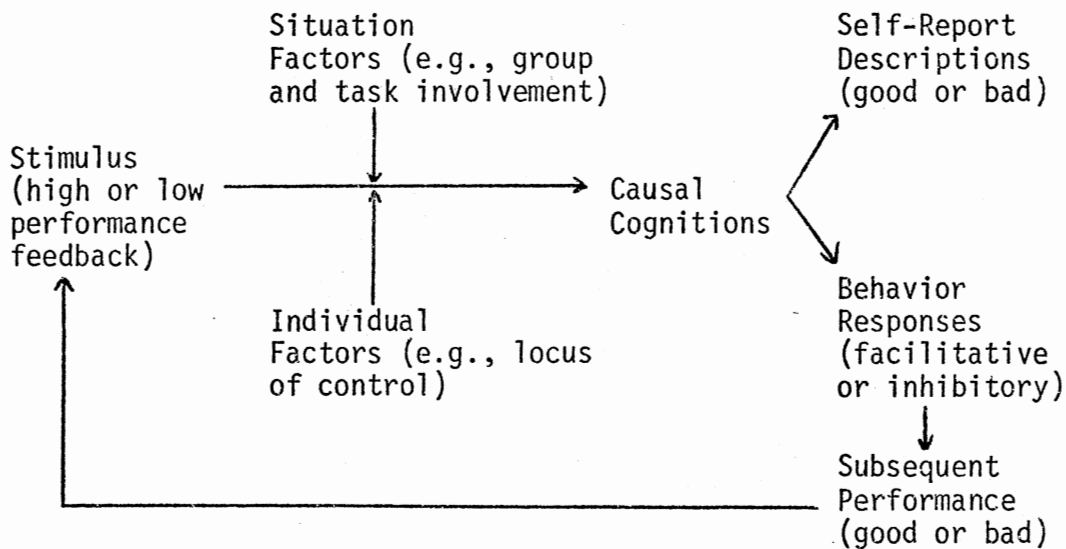 Situation
Factors (e.g., group
and task involvement)
Self-Report
Descriptions
(good or bad)
Stimulus
(high or low
performance
feedback)
Causal
Cognitions
Individual
Factors (e.g., locus
of control)
Behavior
Responses
(facilitative
or inhibitory)
Subsequent
Performance
(good or bad)